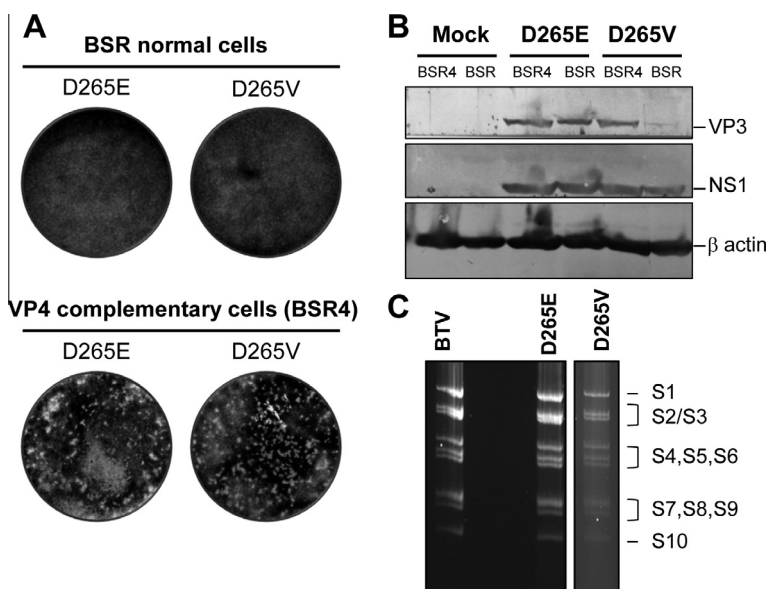 A
BSR normal cells
D265E D265V
VP4 complementary cells (BSR4)
D265E D265V
B
Mock D265E D265V
BSR4 BSR BSR4 BSR BSR4 BSR
VP3
NS1
β actin
C
BTV D265E D265V
S1
S2/S3
S4,S5,S6
S7,S8,S9
S10